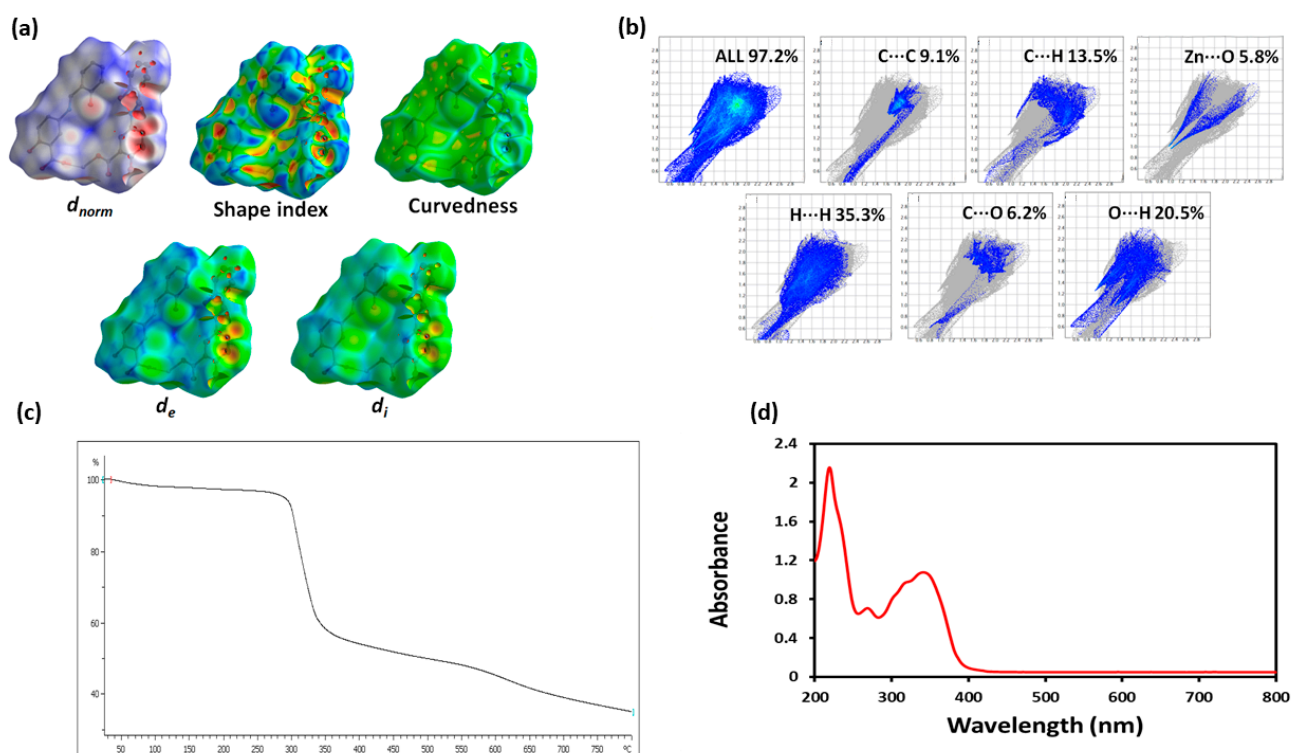 (a)
d_norm
Shape index
Curvedness
d_e
d_i
(b)
ALL 97.2%
C···C 9.1%
C···H 13.5%
Zn···O 5.8%
H···H 35.3%
C···O 6.2%
O···H 20.5%
(c)
%
100
80
60
40
50 100 150 200 250 300 350 400 450 500 550 600 650 700 750 °C
(d)
Absorbance
2.4
2
1.6
1.2
0.8
0.4
0
200 300 400 500 600 700 800
Wavelength (nm)